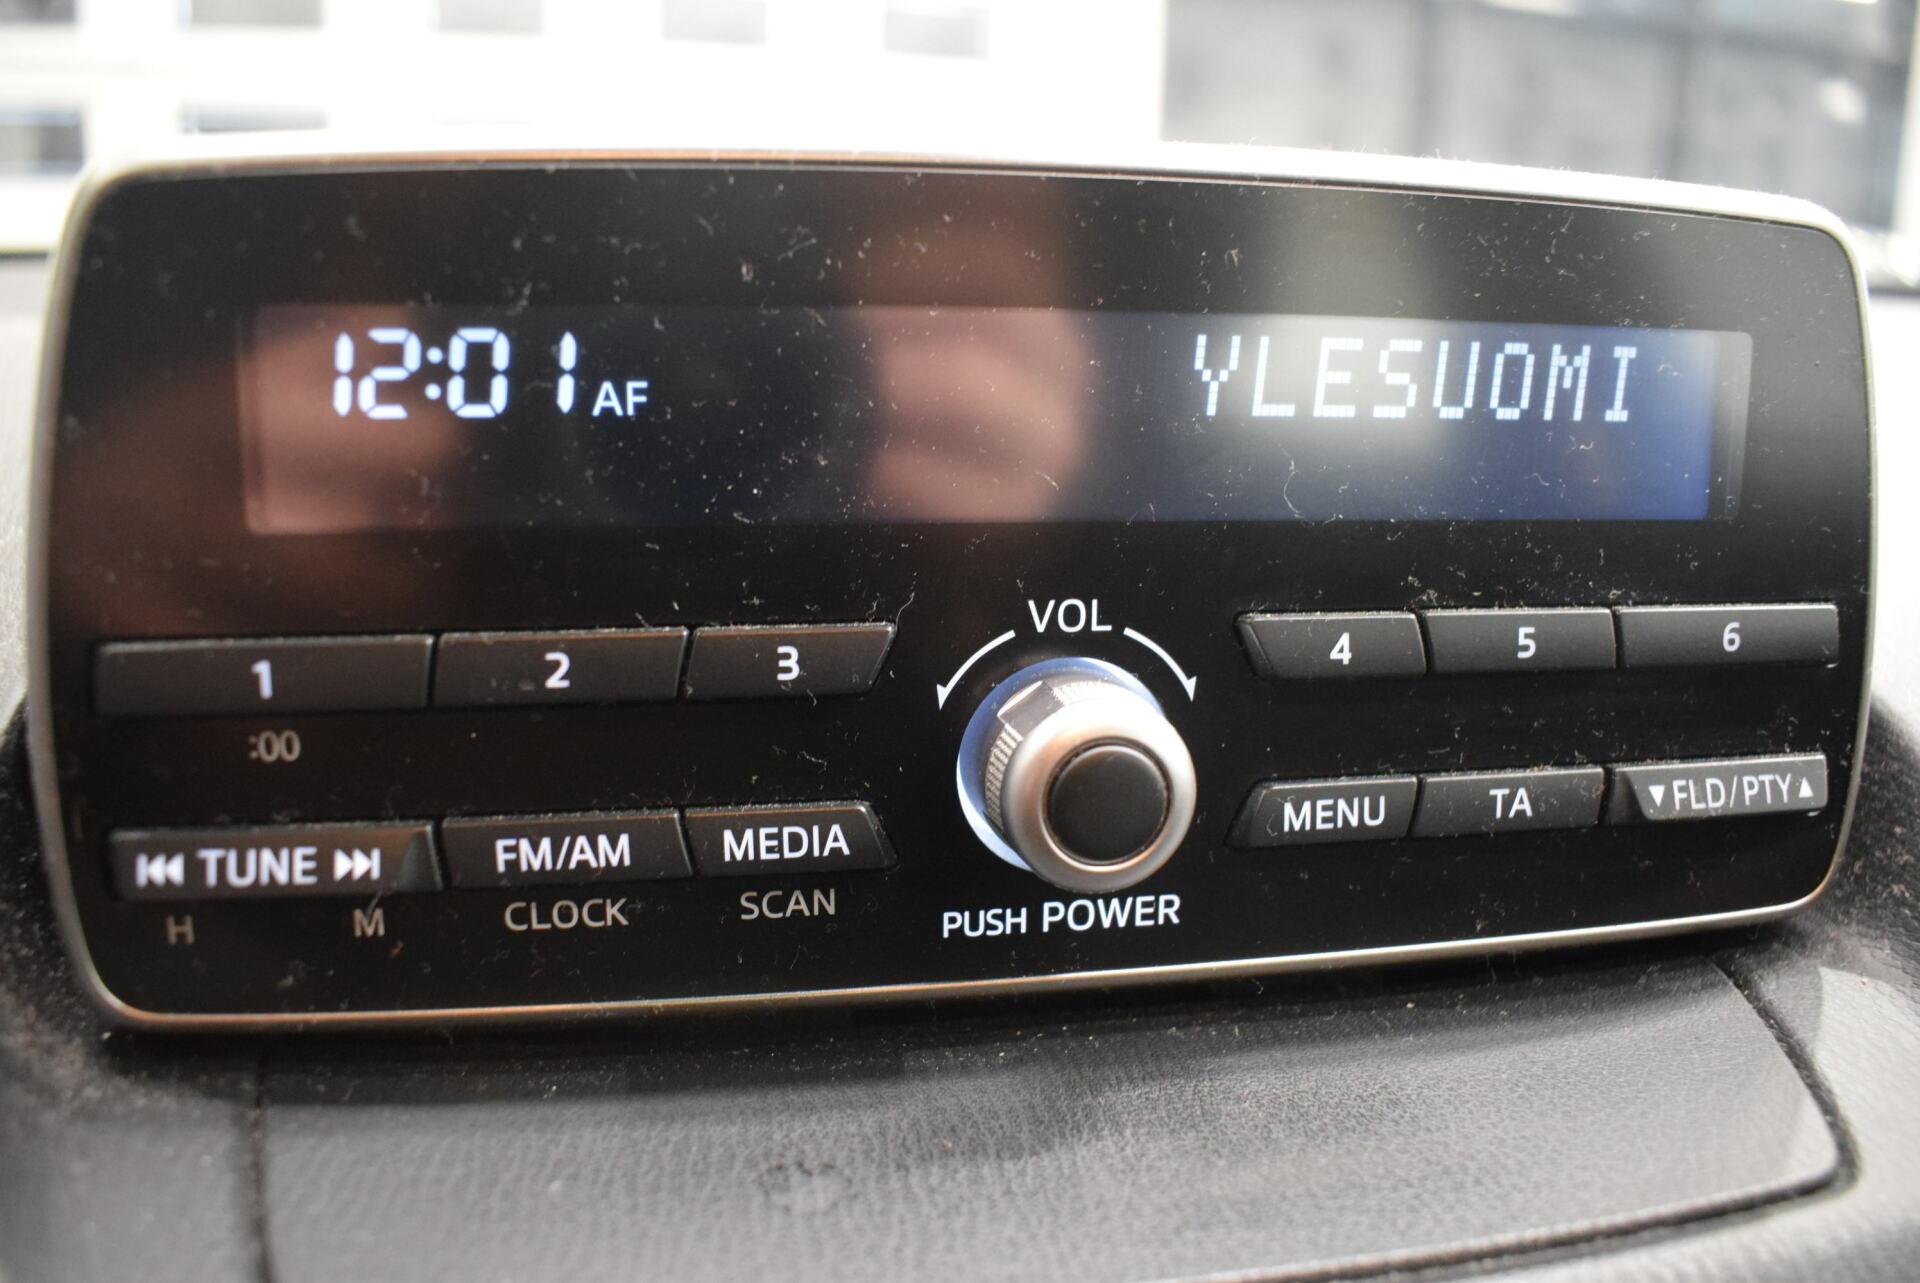 12:01 AF YLESUOMI
VOL
1 2 3 4 5 6
:00
⏮ TUNE ⏭ FM/AM MEDIA MENU TA ▼FLD/PTY▲
H M CLOCK SCAN
PUSH POWER